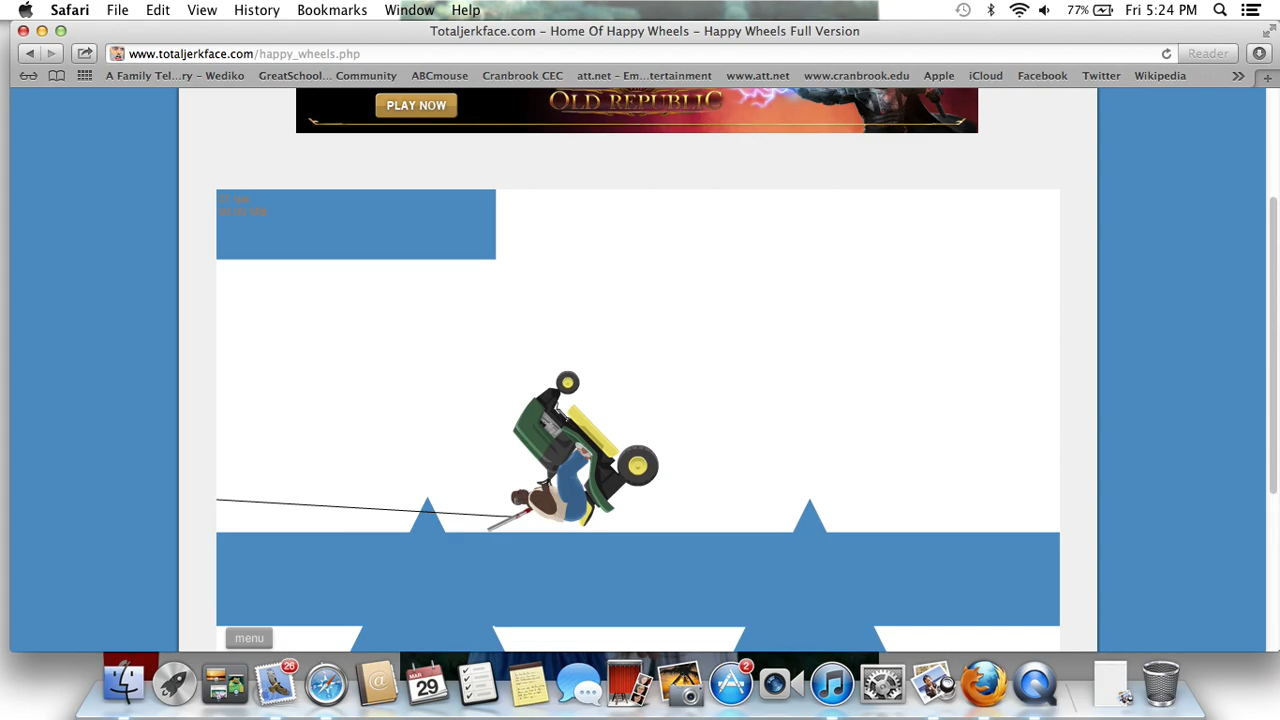 Safari File Edit View History Bookmarks Window Help 77% Fri 5:24 PM
Totaljerkface.com – Home Of Happy Wheels – Happy Wheels Full Version
www.totaljerkface.com/happy_wheels.php Reader
A Family Tel...ry – Wediko GreatSchool... Community ABCmouse Cranbrook CEC att.net – Em...tertainment www.att.net www.cranbrook.edu Apple iCloud Facebook Twitter Wikipedia
PLAY NOW OLD REPUBLIC
menu
26 MAR 29 2